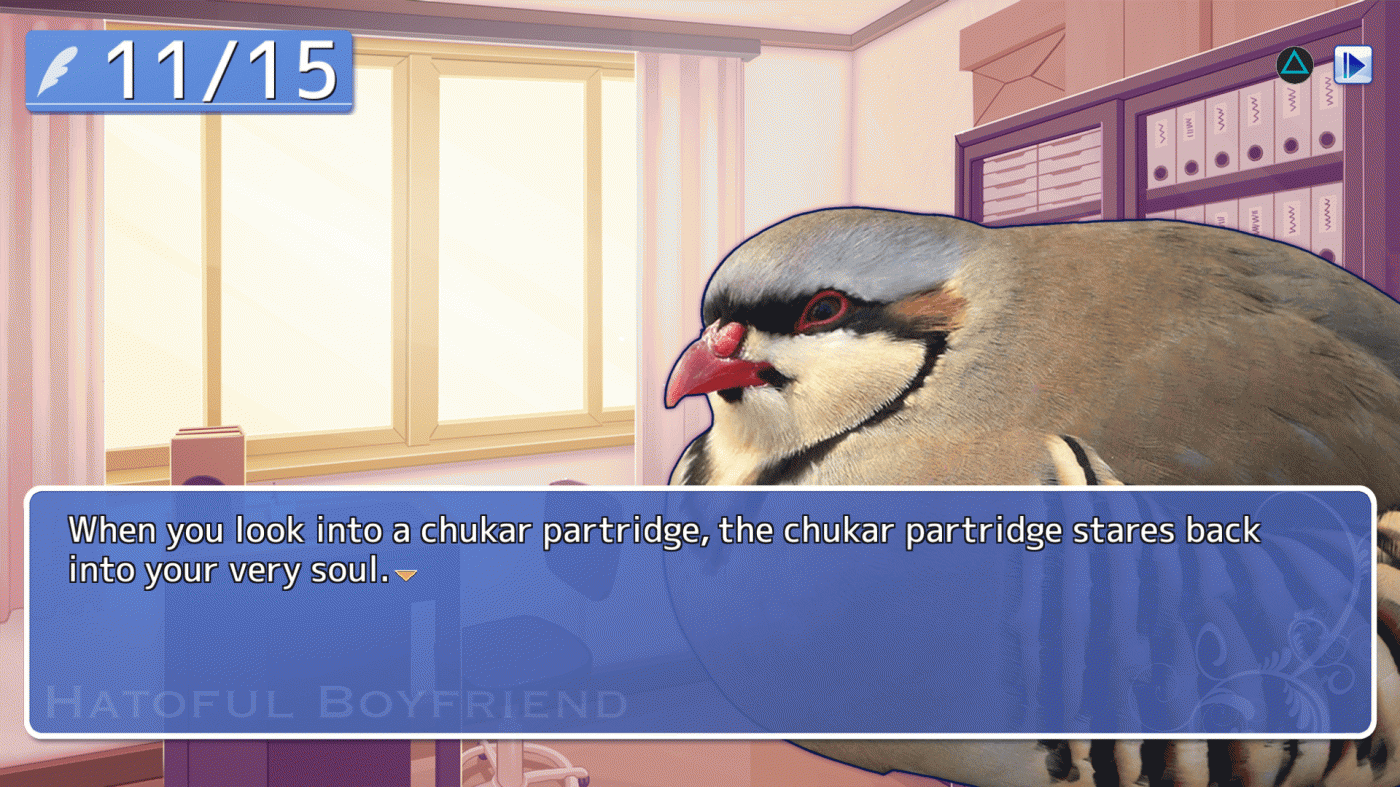 11/15
When you look into a chukar partridge, the chukar partridge stares back
into your very soul.
HATOFUL BOYFRIEND